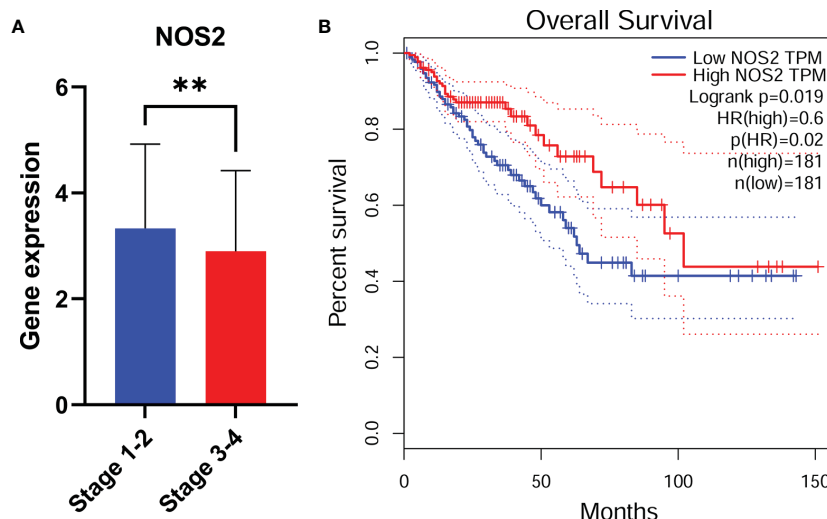 A
NOS2
**
Gene expression
6
4
2
0
Stage 1-2
Stage 3-4
B
Overall Survival
Low NOS2 TPM
High NOS2 TPM
Logrank p=0.019
HR(high)=0.6
p(HR)=0.02
n(high)=181
n(low)=181
Percent survival
1.0
0.8
0.6
0.4
0.2
0.0
0
50
100
150
Months